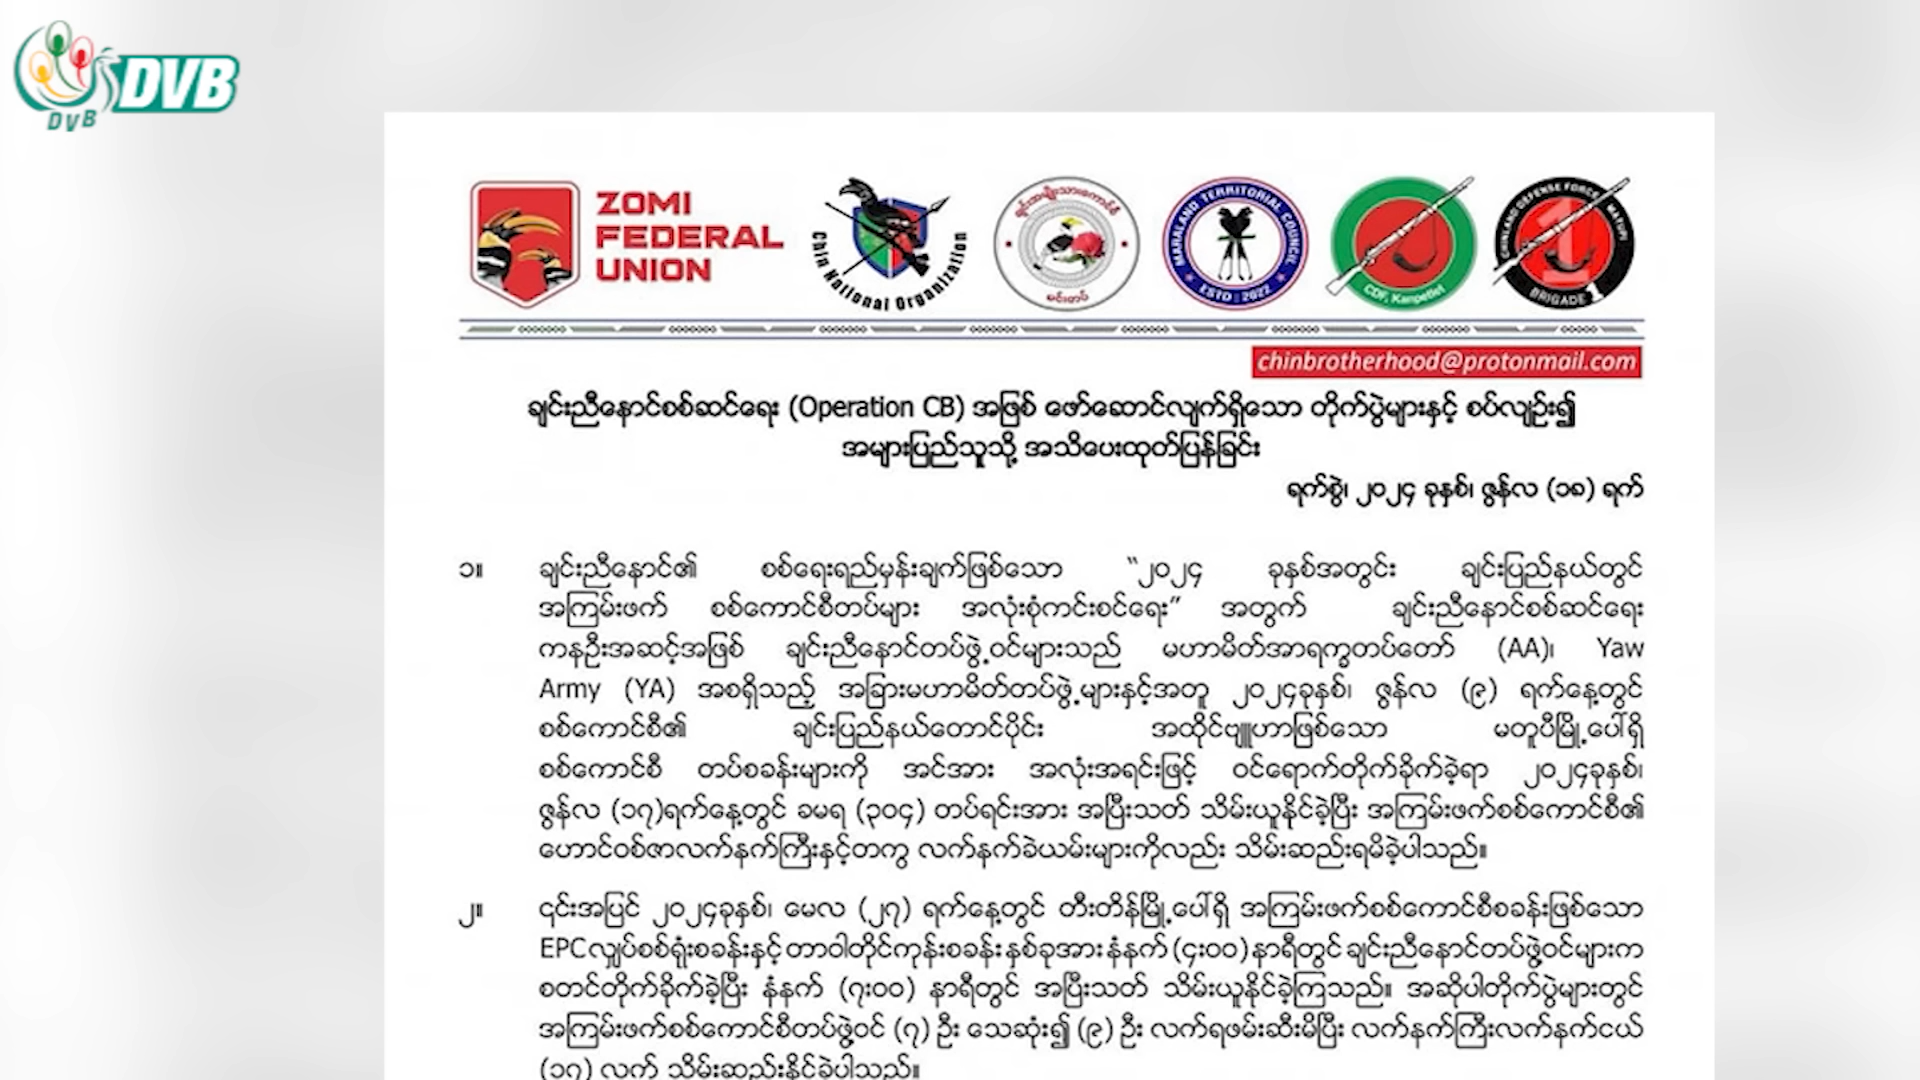 DVB
DVB
ZOMI
FEDERAL
UNION
Chin National Organization
ချင်းအမျိုးသားကောင်စီ
မင်းတပ်
MARALAND TERRITORIAL COUNCIL
ESTD : 2022
CDF, Kanpetlet
CHINLAND DEFENSE FORCE MATUPI
BRIGADE 1
chinbrotherhood@protonmail.com
ချင်းညီနောင်စစ်ဆင်ရေး (Operation CB) အဖြစ် ဖော်ဆောင်လျက်ရှိသော တိုက်ပွဲများနှင့် စပ်လျဉ်း၍
အများပြည်သူသို့ အသိပေးထုတ်ပြန်ခြင်း
ရက်စွဲ၊ ၂၀၂၄ ခုနှစ်၊ ဇွန်လ (၁၈) ရက်
၁။ ချင်းညီနောင်၏ စစ်ရေးရည်မှန်းချက်ဖြစ်သော “၂၀၂၄ ခုနှစ်အတွင်း ချင်းပြည်နယ်တွင်
အကြမ်းဖက် စစ်ကောင်စီတပ်များ အလုံးစုံကင်းစင်ရေး” အတွက် ချင်းညီနောင်စစ်ဆင်ရေး
ကနဦးအဆင့်အဖြစ် ချင်းညီနောင်တပ်ဖွဲ့ဝင်များသည် မဟာမိတ်အာရက္ခတပ်တော် (AA)၊ Yaw
Army (YA) အစရှိသည့် အခြားမဟာမိတ်တပ်ဖွဲ့များနှင့်အတူ ၂၀၂၄ခုနှစ်၊ ဇွန်လ (၉) ရက်နေ့တွင်
စစ်ကောင်စီ၏ ချင်းပြည်နယ်တောင်ပိုင်း အထိုင်ဗျူဟာဖြစ်သော မတူပီမြို့ပေါ်ရှိ
စစ်ကောင်စီ တပ်စခန်းများကို အင်အား အလုံးအရင်းဖြင့် ဝင်ရောက်တိုက်ခိုက်ခဲ့ရာ ၂၀၂၄ခုနှစ်၊
ဇွန်လ (၁၇)ရက်နေ့တွင် ခမရ (၃၀၄) တပ်ရင်းအား အပြီးသတ် သိမ်းယူနိုင်ခဲ့ပြီး အကြမ်းဖက်စစ်ကောင်စီ၏
ဟောင်ဝစ်ဇာလက်နက်ကြီးနှင့်တကွ လက်နက်ခဲယမ်းများကိုလည်း သိမ်းဆည်းရမိခဲ့ပါသည်။
၂။ ၎င်းအပြင် ၂၀၂၄ခုနှစ်၊ မေလ (၂၇) ရက်နေ့တွင် တီးတိန်မြို့ပေါ်ရှိ အကြမ်းဖက်စစ်ကောင်စီစခန်းဖြစ်သော
EPCလျှပ်စစ်ရုံးစခန်းနှင့် တာဝါတိုင်ကုန်းစခန်း နှစ်ခုအား နံနက် (၄း၀၀) နာရီတွင် ချင်းညီနောင်တပ်ဖွဲ့ဝင်များက
စတင်တိုက်ခိုက်ခဲ့ပြီး နံနက် (၇း၀၀) နာရီတွင် အပြီးသတ် သိမ်းယူနိုင်ခဲ့ကြသည်။ အဆိုပါတိုက်ပွဲများတွင်
အကြမ်းဖက်စစ်ကောင်စီတပ်ဖွဲ့ဝင် (၇) ဦး သေဆုံး၍ (၉) ဦး လက်ရဖမ်းဆီးမိပြီး လက်နက်ကြီးလက်နက်ငယ်
(၁၇) လက် သိမ်းဆည်းနိုင်ခဲ့ပါသည်။